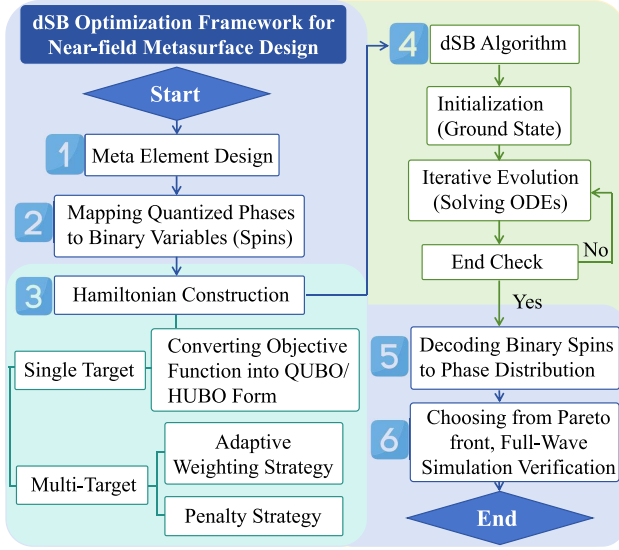 dSB Optimization Framework for
Near-field Metasurface Design
Start
1
Meta Element Design
2
Mapping Quantized Phases
to Binary Variables (Spins)
3
Hamiltonian Construction
Single Target
Converting Objective
Function into QUBO/
HUBO Form
Multi-Target
Adaptive
Weighting Strategy
Penalty Strategy
4
dSB Algorithm
Initialization
(Ground State)
Iterative Evolution
(Solving ODEs)
No
End Check
Yes
5
Decoding Binary Spins
to Phase Distribution
6
Choosing from Pareto
front, Full-Wave
Simulation Verification
End